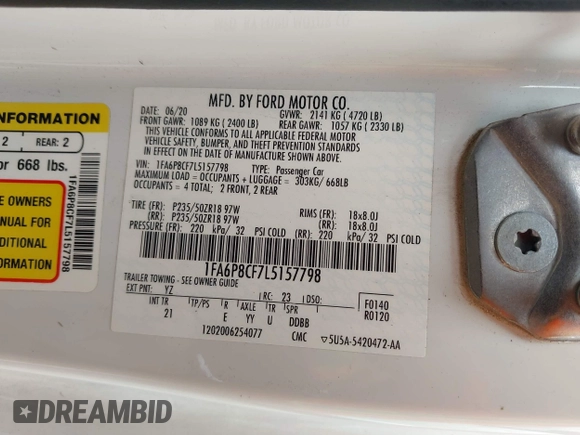 MFD. BY FORD MOTOR CO.
DATE: 06/20 GVWR: 2141 KG ( 4720 LB)
FRONT GAWR: 1089 KG ( 2400 LB) REAR GAWR: 1057 KG ( 2330 LB)
THIS VEHICLE CONFORMS TO ALL APPLICABLE FEDERAL MOTOR
VEHICLE SAFETY, BUMPER, AND THEFT PREVENTION STANDARDS
IN EFFECT ON THE DATE OF MANUFACTURE SHOWN ABOVE.
VIN: 1FA6P8CF7L5157798 TYPE: Passenger Car
MAXIMUM LOAD = OCCUPANTS + LUGGAGE = 303KG/ 668LB
OCCUPANTS = 4 TOTAL; 2 FRONT, 2 REAR
TIRE (FR): P235/50ZR18 97W RIMS (FR): 18x8.0J
(RR): P235/50ZR18 97W (RR): 18x8.0J
PRESSURE (FR): 220 kPa/ 32 PSI COLD (RR): 220 kPa/ 32 PSI COLD
1FA6P8CF7L5157798
TRAILER TOWING - SEE OWNER GUIDE
EXT PNT: YZ RC: 23 DSO: F0140
INT TR TP/PS R TR SPR R0120
21 E YY U DDBB
1202006254077 CMC 5U5A-5420472-AA
INFORMATION
2 REAR: 2
or 668 lbs.
OWNER'S
MANUAL FOR
1FA6P8CF7L5157798
DREAMBID